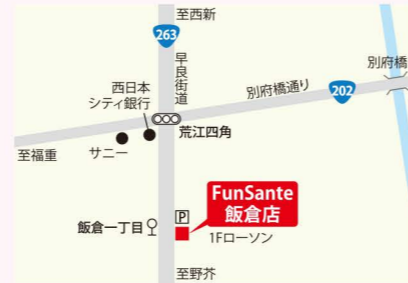 至西新
263
早良街道
別府橋
西日本
シティ銀行
別府橋通り
202
荒江四角
サニー
至福重
FunSante
飯倉店
P
飯倉一丁目
1Fローソン
至野芥